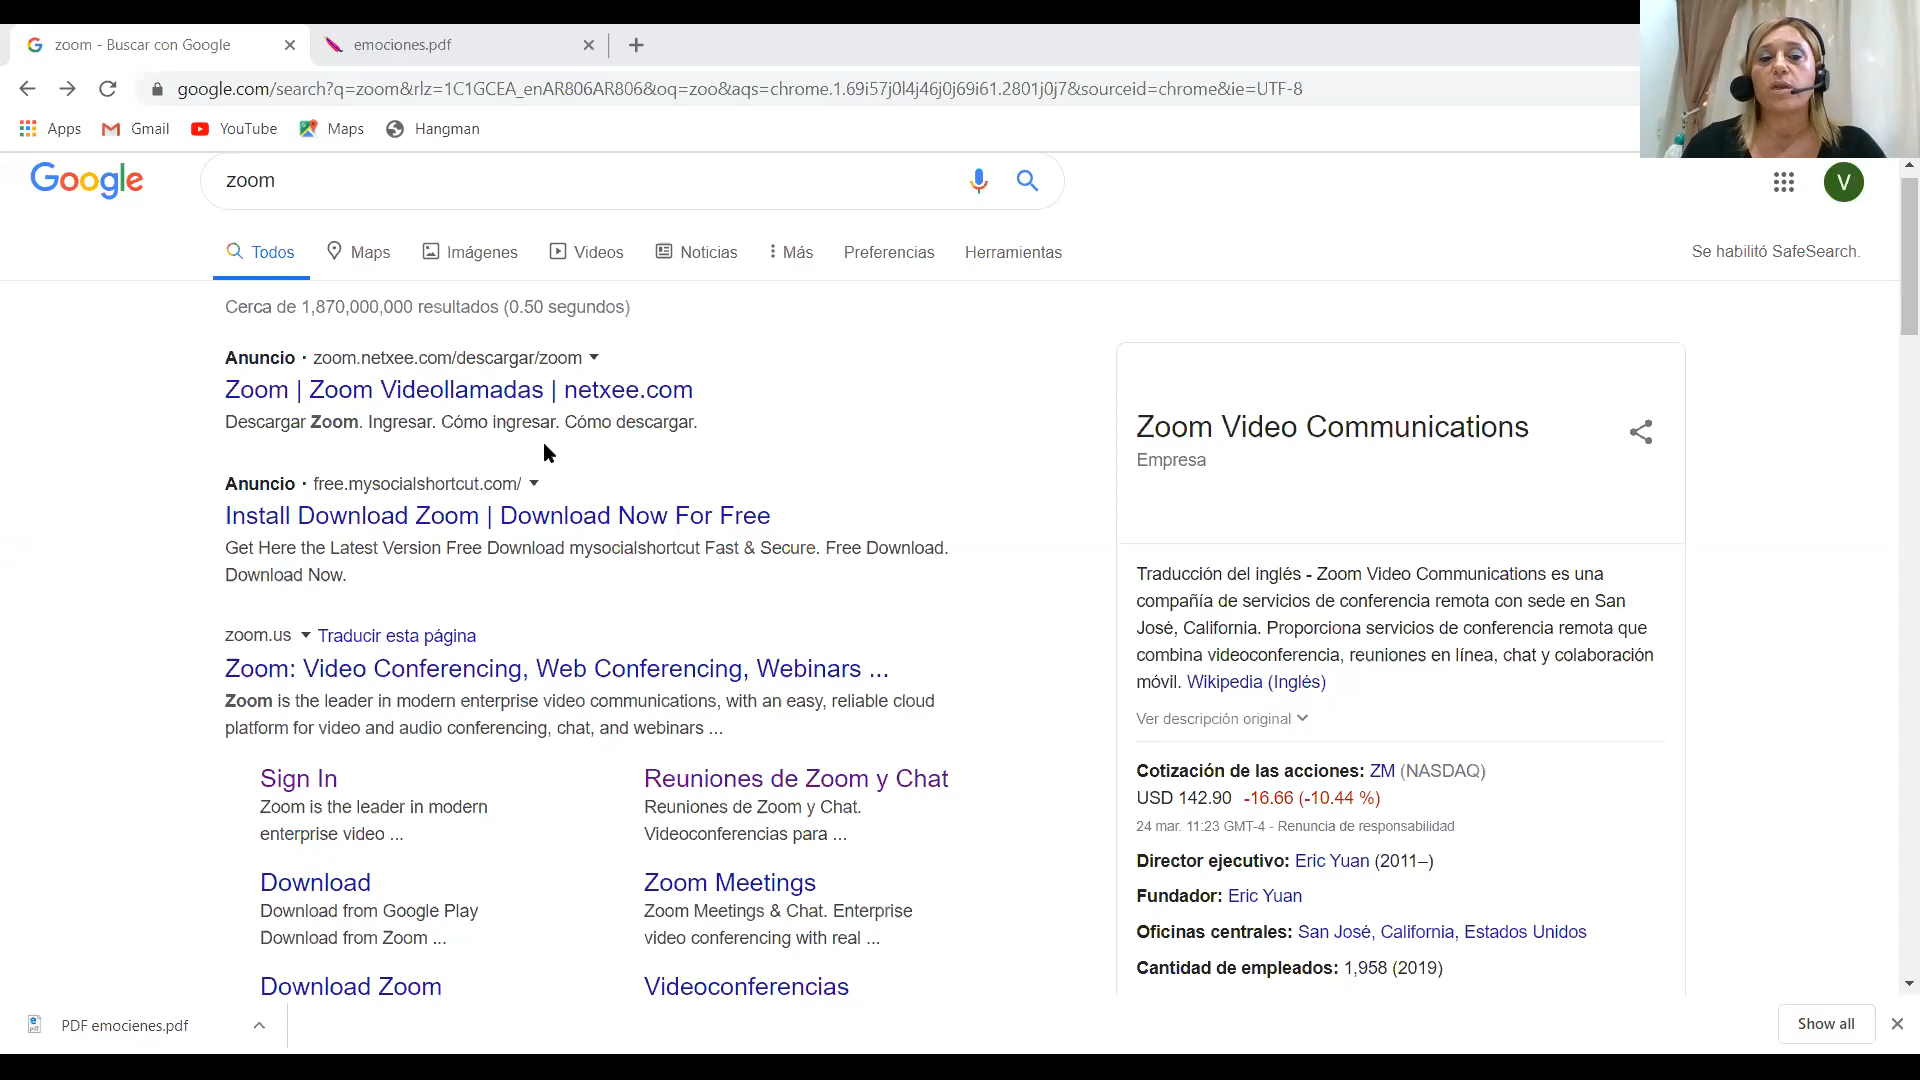 zoom - Buscar con Google
emociones.pdf
google.com/search?q=zoom&rlz=1C1GCEA_enAR806AR806&oq=zoo&aqs=chrome.1.69i57j0l4j46j0j69i61.2801j0j7&sourceid=chrome&ie=UTF-8
Apps Gmail YouTube Maps Hangman
Google
zoom
V
Todos Maps Imágenes Videos Noticias Más Preferencias Herramientas
Se habilitó SafeSearch.
Cerca de 1,870,000,000 resultados (0.50 segundos)
Anuncio · zoom.netxee.com/descargar/zoom
Zoom | Zoom Videollamadas | netxee.com
Descargar Zoom. Ingresar. Cómo ingresar. Cómo descargar.
Anuncio · free.mysocialshortcut.com/
Install Download Zoom | Download Now For Free
Get Here the Latest Version Free Download mysocialshortcut Fast & Secure. Free Download.
Download Now.
zoom.us Traducir esta página
Zoom: Video Conferencing, Web Conferencing, Webinars ...
Zoom is the leader in modern enterprise video communications, with an easy, reliable cloud
platform for video and audio conferencing, chat, and webinars ...
Sign In
Zoom is the leader in modern
enterprise video ...
Reuniones de Zoom y Chat
Reuniones de Zoom y Chat.
Videoconferencias para ...
Download
Download from Google Play
Download from Zoom ...
Zoom Meetings
Zoom Meetings & Chat. Enterprise
video conferencing with real ...
Download Zoom
Videoconferencias
Zoom Video Communications
Empresa
Traducción del inglés - Zoom Video Communications es una
compañía de servicios de conferencia remota con sede en San
José, California. Proporciona servicios de conferencia remota que
combina videoconferencia, reuniones en línea, chat y colaboración
móvil. Wikipedia (Inglés)
Ver descripción original
Cotización de las acciones: ZM (NASDAQ)
USD 142.90 -16.66 (-10.44 %)
24 mar. 11:23 GMT-4 - Renuncia de responsabilidad
Director ejecutivo: Eric Yuan (2011–)
Fundador: Eric Yuan
Oficinas centrales: San José, California, Estados Unidos
Cantidad de empleados: 1,958 (2019)
PDF emocienes.pdf
Show all